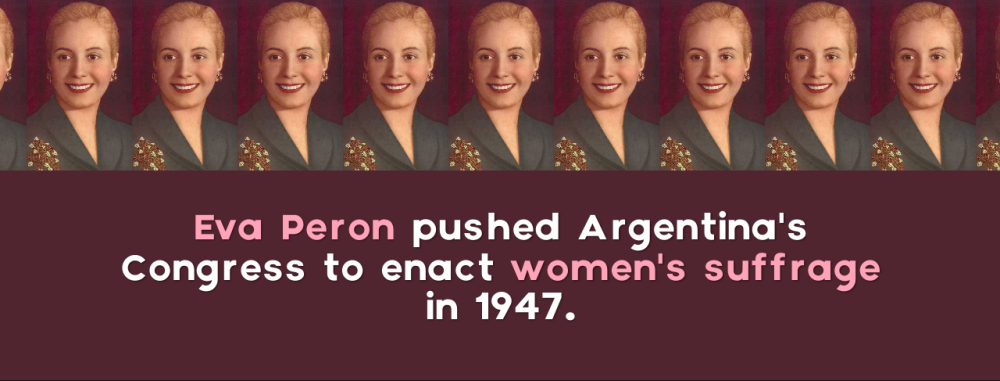 Eva Peron pushed Argentina's
Congress to enact women's suffrage
in 1947.